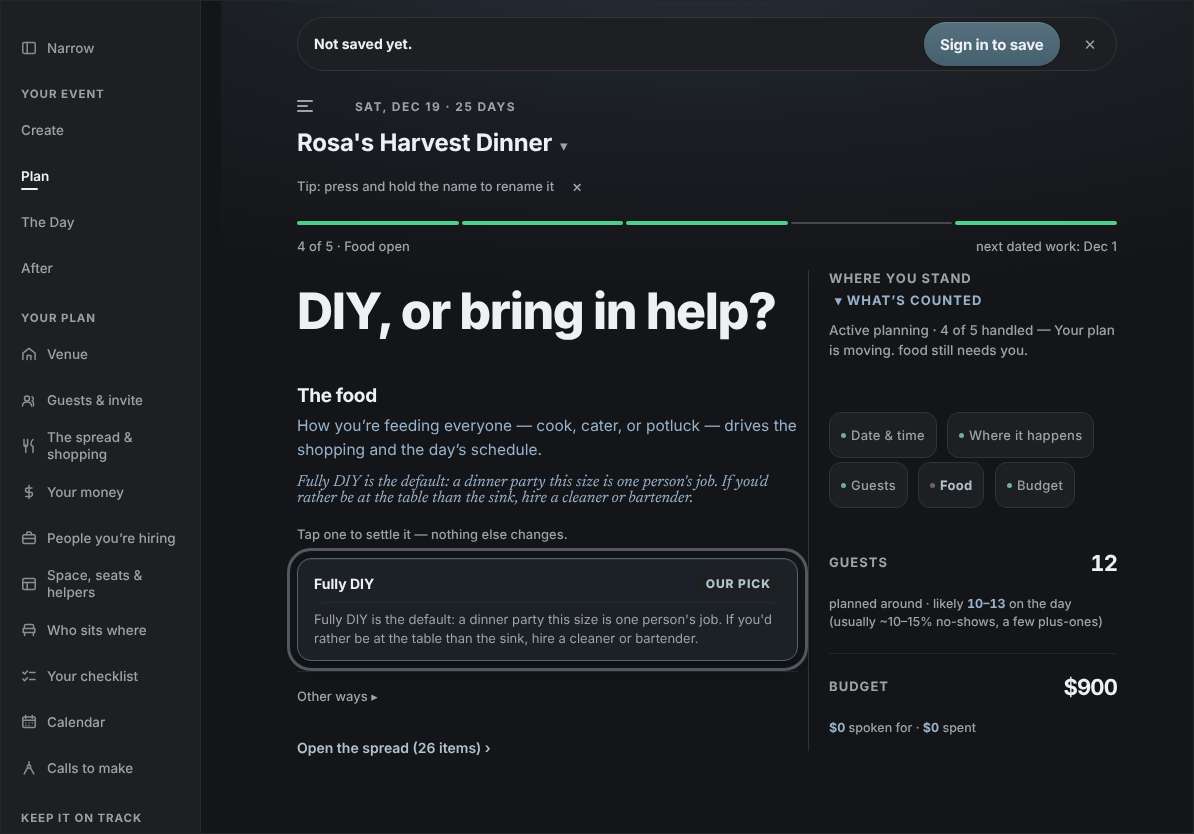 Narrow
YOUR EVENT
Create
Plan
The Day
After
YOUR PLAN
Venue
Guests & invite
The spread &
shopping
Your money
People you’re hiring
Space, seats &
helpers
Who sits where
Your checklist
Calendar
Calls to make
KEEP IT ON TRACK
Not saved yet.
Sign in to save
×
SAT, DEC 19 · 25 DAYS
Rosa's Harvest Dinner ▾
Tip: press and hold the name to rename it ×
4 of 5 · Food open
next dated work: Dec 1
DIY, or bring in help?
The food
How you’re feeding everyone — cook, cater, or potluck — drives the
shopping and the day’s schedule.
Fully DIY is the default: a dinner party this size is one person's job. If you'd
rather be at the table than the sink, hire a cleaner or bartender.
Tap one to settle it — nothing else changes.
Fully DIY
OUR PICK
Fully DIY is the default: a dinner party this size is one person's job. If you'd
rather be at the table than the sink, hire a cleaner or bartender.
Other ways ▸
Open the spread (26 items) ›
WHERE YOU STAND
▾ WHAT’S COUNTED
Active planning · 4 of 5 handled — Your plan
is moving. food still needs you.
• Date & time
• Where it happens
• Guests
• Food
• Budget
GUESTS
12
planned around · likely 10–13 on the day
(usually ~10–15% no-shows, a few plus-ones)
BUDGET
$900
$0 spoken for · $0 spent